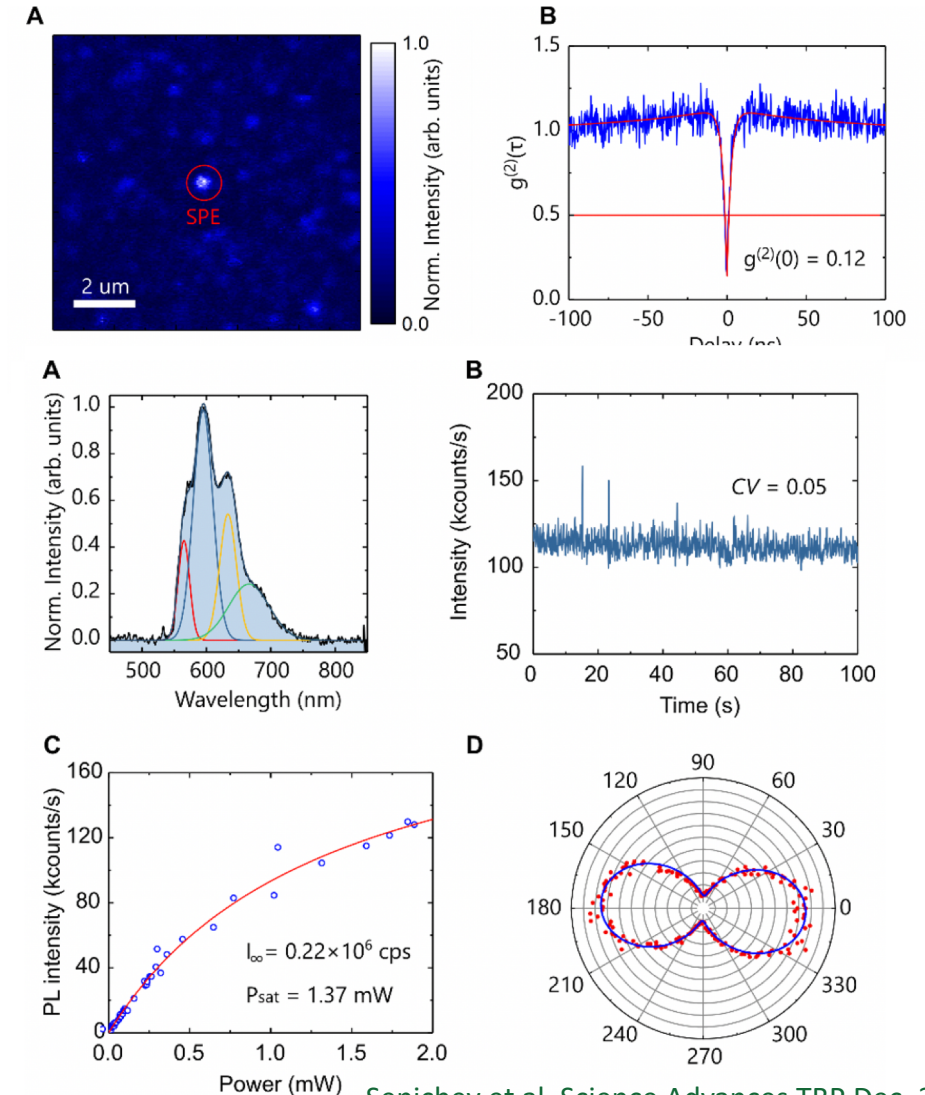 A
1.0
Norm. Intensity (arb. units)
0.0
SPE
2 um
B
1.5
1.0
0.5
0.0
g(2)(τ)
g(2)(0) = 0.12
-100 -50 0 50 100
Delay (ns)
A
Norm. Intensity (arb. units)
1.0
0.8
0.6
0.4
0.2
0.0
500 600 700 800
Wavelength (nm)
B
Intensity (kcounts/s)
200
150
100
50
CV = 0.05
0 20 40 60 80 100
Time (s)
C
PL intensity (kcounts/s)
160
120
80
40
0
I∞ = 0.22×10⁶ cps
PSat = 1.37 mW
0.0 0.5 1.0 1.5 2.0
Power (mW)
D
90
120 60
150 30
180 0
210 330
240 300
270